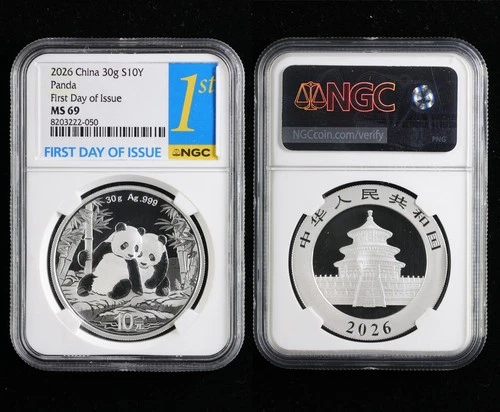 2026 China 30g S10Y
Panda
First Day of Issue
MS 69
8203222-050
1st
FIRST DAY OF ISSUE
NGC
30g Ag.999
10元
NGC
NGCcoin.com/verify
中华人民共和国
2026